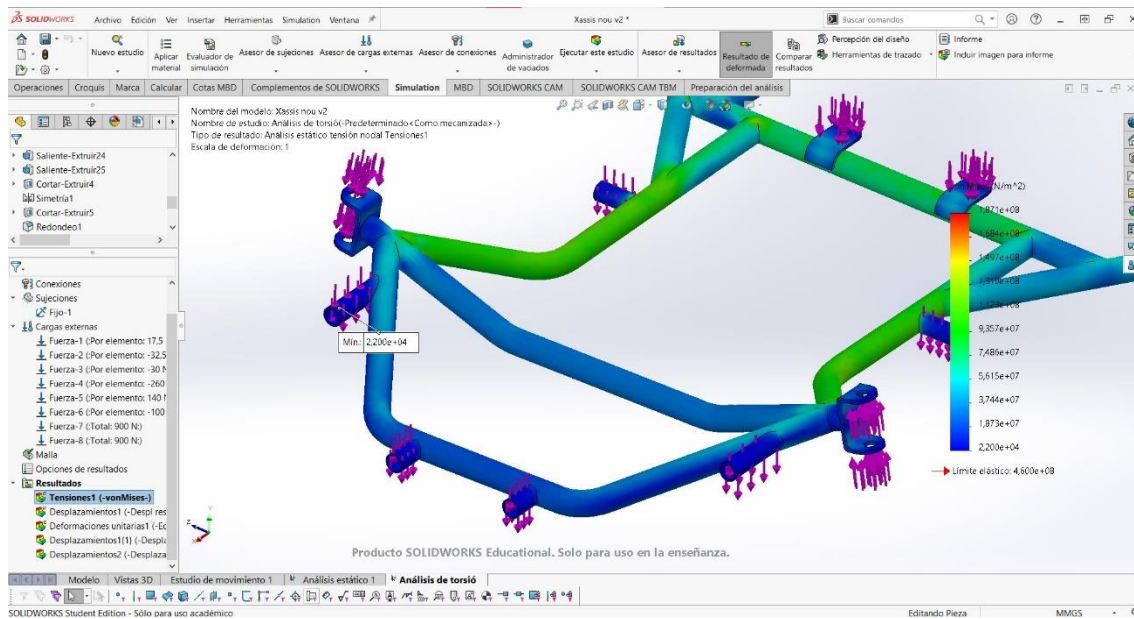 SOLIDWORKS Archivo Edición Ver Insertar Herramientas Simulation Ventana Xassis nou v2 * Buscar comandos
Nuevo estudio
Aplicar material
Evaluador de simulación
Asesor de sujeciones
Asesor de cargas externas
Asesor de conexiones
Administrador de vaciados
Ejecutar este estudio
Asesor de resultados
Resultado de deformada
Comparar resultados
Percepción del diseño
Herramientas de trazado
Informe
Incluir imagen para informe
Operaciones Croquis Marca Calcular Cotas MBD Complementos de SOLIDWORKS Simulation MBD SOLIDWORKS CAM SOLIDWORKS CAM TBM Preparación del análisis
Nombre del modelo: Xassis nou v2
Nombre de estudio: Análisis de torsió(-Predeterminado<Como mecanizada>-)
Tipo de resultado: Análisis estático tensión nodal Tensiones1
Escala de deformación: 1
Saliente-Extruir24
Saliente-Extruir25
Cortar-Extruir4
Simetría1
Cortar-Extruir5
Redondeo1
Conexiones
Sujeciones
Fijo-1
Cargas externas
Fuerza-1 (:Por elemento: 17,5
Fuerza-2 (:Por elemento: -32,5
Fuerza-3 (:Por elemento: -30 N
Fuerza-4 (:Por elemento: -260
Fuerza-5 (:Por elemento: 140 N
Fuerza-6 (:Por elemento: -100
Fuerza-7 (:Total: 900 N:)
Fuerza-8 (:Total: 900 N:)
Malla
Opciones de resultados
Resultados
Tensiones1 (-vonMises-)
Desplazamientos1 (-Despl res
Deformaciones unitarias1 (-Ec
Desplazamientos1(1) (-Desplaza
Desplazamientos2 (-Desplaza
Mín.: 2,200e+04
(N/m^2)
1,871e+08
1,684e+08
1,497e+08
9,357e+07
7,486e+07
5,615e+07
3,744e+07
1,873e+07
2,200e+04
Límite elástico: 4,600e+08
Producto SOLIDWORKS Educational. Solo para uso en la enseñanza.
Modelo Vistas 3D Estudio de movimiento 1 Análisis estático 1 Análisis de torsió
SOLIDWORKS Student Edition - Sólo para uso académico Editando Pieza MMGS